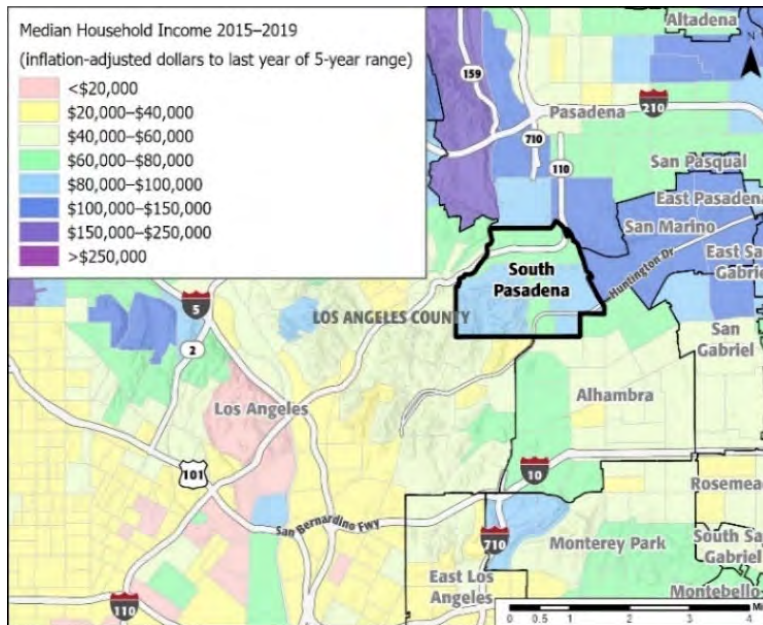 Median Household Income 2015–2019
(inflation-adjusted dollars to last year of 5-year range)
<$20,000
$20,000–$40,000
$40,000–$60,000
$60,000–$80,000
$80,000–$100,000
$100,000–$150,000
$150,000–$250,000
>$250,000
Altadena
N
159
210
Pasadena
710
110
San Pasqual
East Pasadena
San Marino
East Sa
Gabriel
Huntington Dr
South
Pasadena
5
LOS ANGELES COUNTY
2
San
Gabriel
Los Angeles
Alhambra
101
10
Rosemea
San Bernardino Fwy
710
Monterey Park
South Sa
Gabriel
East Los
Angeles
Montebello
110
0 0.5 1 2 3 4
Mi